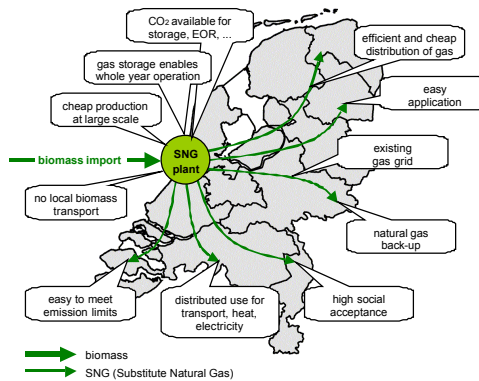 CO₂ available for
storage, EOR, ...
gas storage enables
whole year operation
cheap production
at large scale
efficient and cheap
distribution of gas
easy
application
biomass import
SNG
plant
existing
gas grid
no local biomass
transport
natural gas
back-up
easy to meet
emission limits
distributed use for
transport, heat,
electricity
high social
acceptance
biomass
SNG (Substitute Natural Gas)